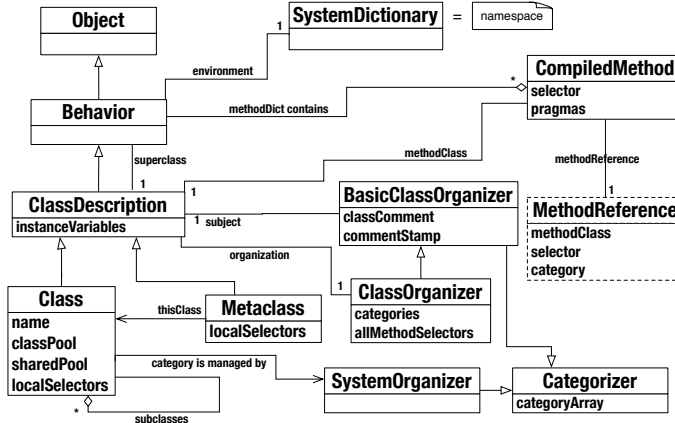 Object
SystemDictionary
=
namespace
1
environment
CompiledMethod
selector
pragmas
*
methodDict contains
Behavior
superclass
methodClass
methodReference
1
1
1
ClassDescription
instanceVariables
1
subject
BasicClassOrganizer
classComment
commentStamp
MethodReference
methodClass
selector
category
organization
1
Class
name
classPool
sharedPool
localSelectors
thisClass
Metaclass
localSelectors
ClassOrganizer
categories
allMethodSelectors
category is managed by
SystemOrganizer
Categorizer
categoryArray
*
subclasses